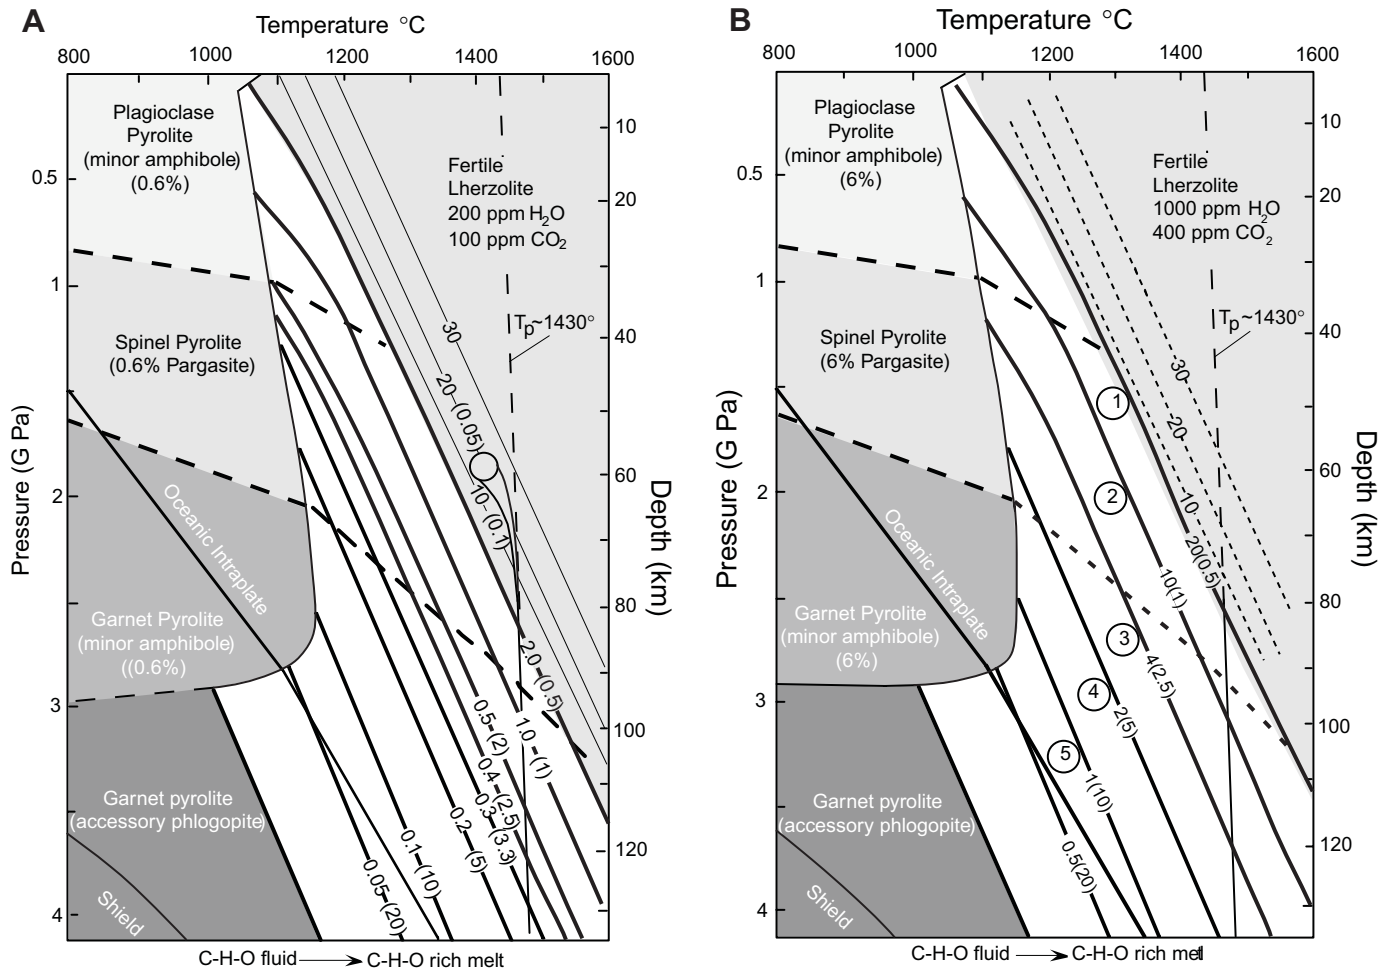 A
Temperature °C
800
1000
1200
1400
1600
Plagioclase
Pyrolite
(minor amphibole)
(0.6%)
Fertile
Lherzolite
200 ppm H2O
100 ppm CO2
Tp~1430°
Spinel Pyrolite
(0.6% Pargasite)
Oceanic Intraplate
Garnet Pyrolite
(minor amphibole)
((0.6%)
Garnet pyrolite
(accessory phlogopite)
Shield
30
20 (0.05)
10 (0.1)
2.0 (0.5)
1.0 (1)
0.5 (2)
0.4 (2.5)
0.3 (3.3)
0.2 (5)
0.1 (10)
0.05 (20)
Pressure (G Pa)
0.5
1
2
3
4
Depth (km)
10
20
40
60
80
100
120
C-H-O fluid → C-H-O rich melt
B
Temperature °C
800
1000
1200
1400
1600
Plagioclase
Pyrolite
(minor amphibole)
(6%)
Fertile
Lherzolite
1000 ppm H2O
400 ppm CO2
Tp~1430°
Spinel Pyrolite
(6% Pargasite)
Oceanic Intraplate
Garnet Pyrolite
(minor amphibole)
(6%)
Garnet pyrolite
(accessory phlogopite)
Shield
30
20
10
20(0.5)
10(1)
4(2.5)
2(5)
1(10)
0.5(20)
1
2
3
4
5
Pressure (G Pa)
0.5
1
2
3
4
Depth (km)
10
20
40
60
80
100
120
C-H-O fluid → C-H-O rich melt